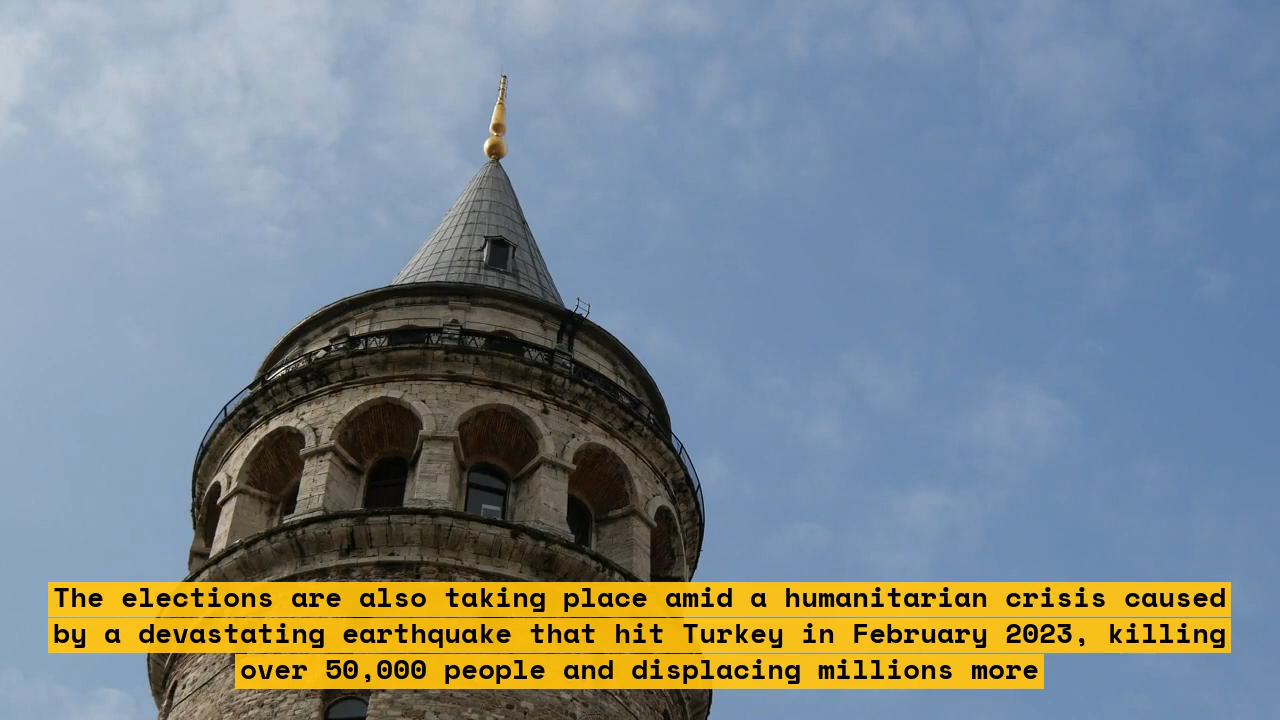 The elections are also taking place amid a humanitarian crisis caused
by a devastating earthquake that hit Turkey in February 2023, killing
over 50,000 people and displacing millions more